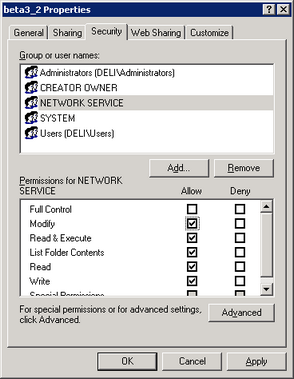 beta3_2 Properties
General Sharing Security Web Sharing Customize
Group or user names:
Administrators (DELI\Administrators)
CREATOR OWNER
NETWORK SERVICE
SYSTEM
Users (DELI\Users)
Add... Remove
Permissions for NETWORK
SERVICE Allow Deny
Full Control
Modify
Read & Execute
List Folder Contents
Read
Write
Special Permissions
For special permissions or for advanced settings,
click Advanced.
Advanced
OK Cancel Apply